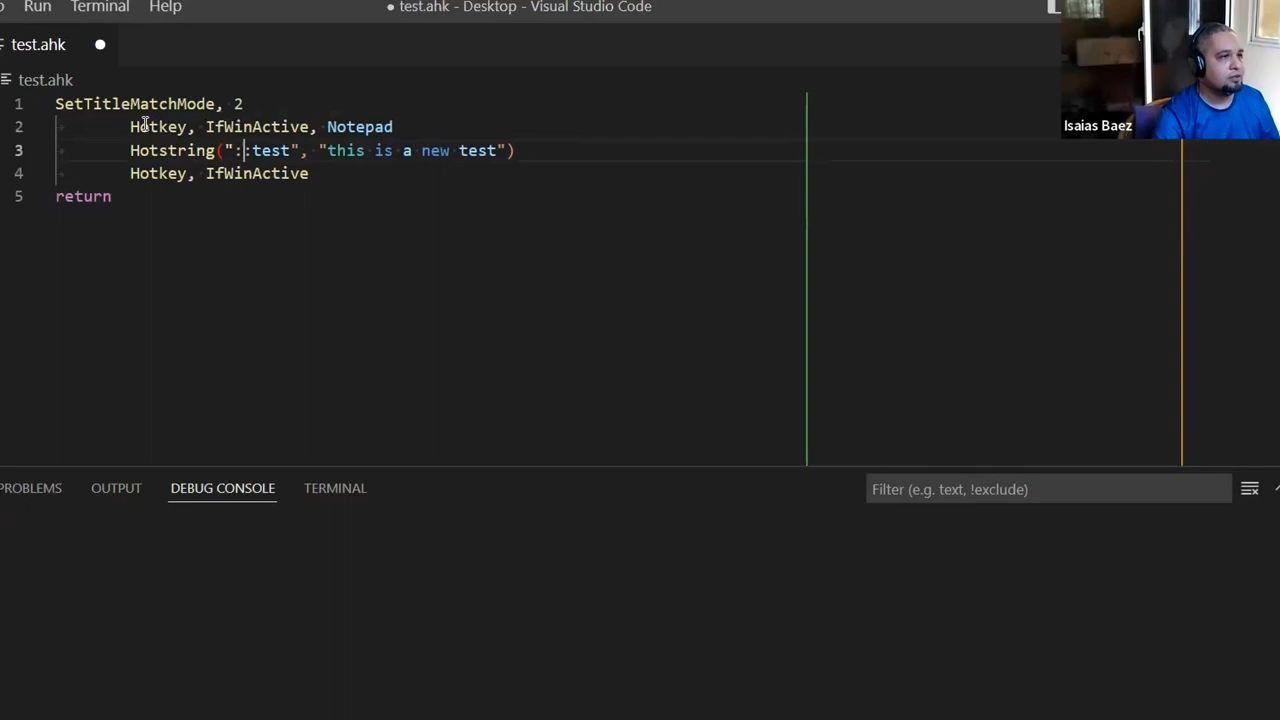 Run Terminal Help
● test.ahk - Desktop - Visual Studio Code
test.ahk
test.ahk
1 SetTitleMatchMode, 2
2 Hotkey, IfWinActive, Notepad
3 Hotstring("::test", "this is a new test")
4 Hotkey, IfWinActive
5 return
Isaias Baez
PROBLEMS OUTPUT DEBUG CONSOLE TERMINAL
Filter (e.g. text, !exclude)